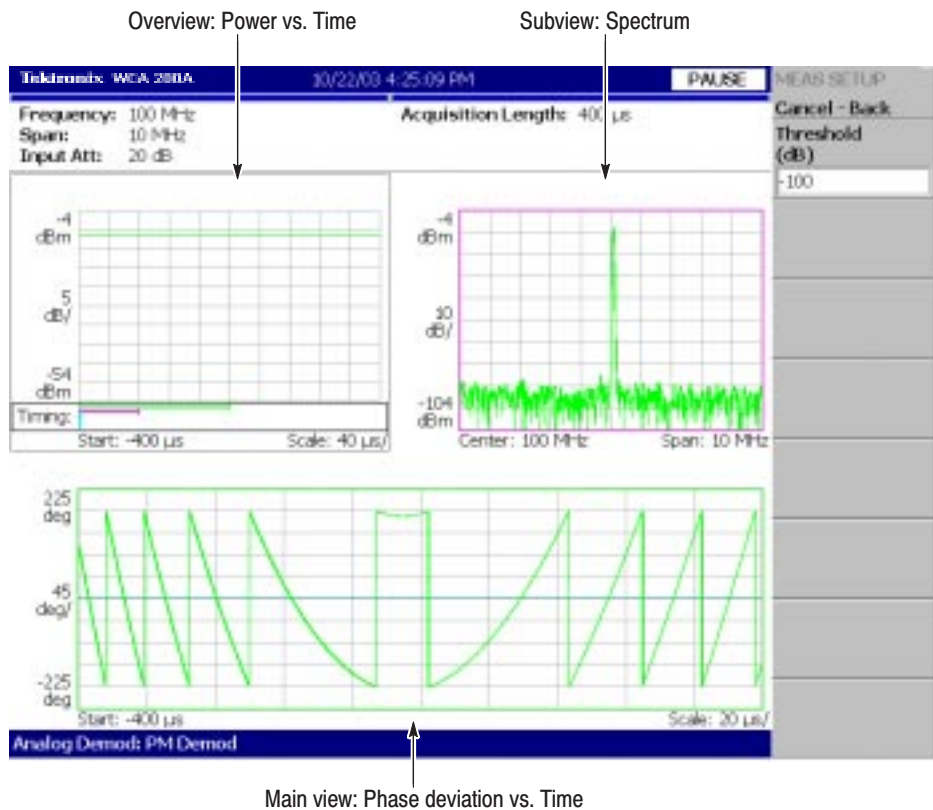 Overview: Power vs. Time
Subview: Spectrum
Tektronix WCA 200A 10/22/03 4:25:09 PM PAUSE MEAS SETUP
Frequency: 100 MHz
Span: 10 MHz
Input Att: 20 dB
Acquisition Length: 400 µs
Cancel - Back
Threshold
(dB)
-100
-4
dBm
5
dB/
-54
dBm
Timing:
Start: -400 µs Scale: 40 µs/
-4
dBm
10
dB/
-104
dBm
Center: 100 MHz Span: 10 MHz
225
deg
45
deg/
-225
deg
Start: -400 µs Scale: 20 µs/
Analog Demod: PM Demod
Main view: Phase deviation vs. Time